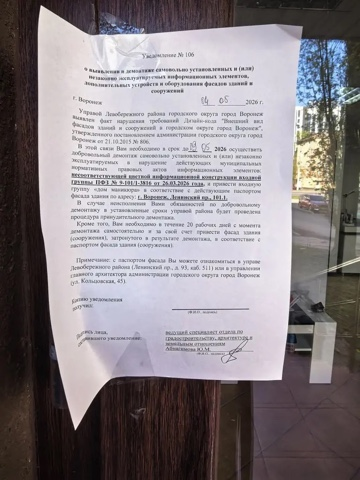 Уведомление № 106
о выявлении и демонтаже самовольно установленных и (или)
незаконно эксплуатируемых информационных элементов,
дополнительных устройств и оборудования фасадов зданий и
сооружений
г. Воронеж 14 05 2026 г.
Управой Левобережного района городского округа город Воронеж
выявлен факт нарушения требований Дизайн-кода "Внешний вид
фасадов зданий и сооружений в городском округе город Воронеж",
утвержденного постановлением администрации городского округа город
Воронеж от 21.10.2015 № 806.
В этой связи Вам необходимо в срок до 05 2026 осуществить
добровольный демонтаж самовольно установленных и (или) незаконно
эксплуатируемых в нарушение действующих муниципальных
нормативных правовых актов информационных элементов:
несоответствующей цветной информационной конструкции входной
группы ПФЗ № 9-101/1-3816 от 26.03.2026 года, и привести входную
группу «дом маникюра» в соответствие с действующим паспортом
фасада здания по адресу: г. Воронеж, Ленинский пр., 101.1.
В случае неисполнения Вами обязанностей по добровольному
демонтажу в установленные сроки управой района будет проведена
процедура принудительного демонтажа.
Кроме того, Вам необходимо в течение 20 рабочих дней с момента
демонтажа самостоятельно и за свой счет привести фасад здания
(сооружения), затронутого в результате демонтажа, в соответствие с
паспортом фасада здания (сооружения).
Примечание: с паспортом фасада Вы можете ознакомиться в управе
Левобережного района (Ленинский пр., д. 93, каб. 511) или в управлении
главного архитектора администрации городского округа город Воронеж
(ул. Кольцовская, 45).
Копию уведомления
получил:
(Ф.И.О., подпись)
Подпись лица,
уведомление:
ведущий специалист отдела по
градостроительству, архитектуре и
земельным отношениям
Ю.М.
(Ф.И.О., подпись)